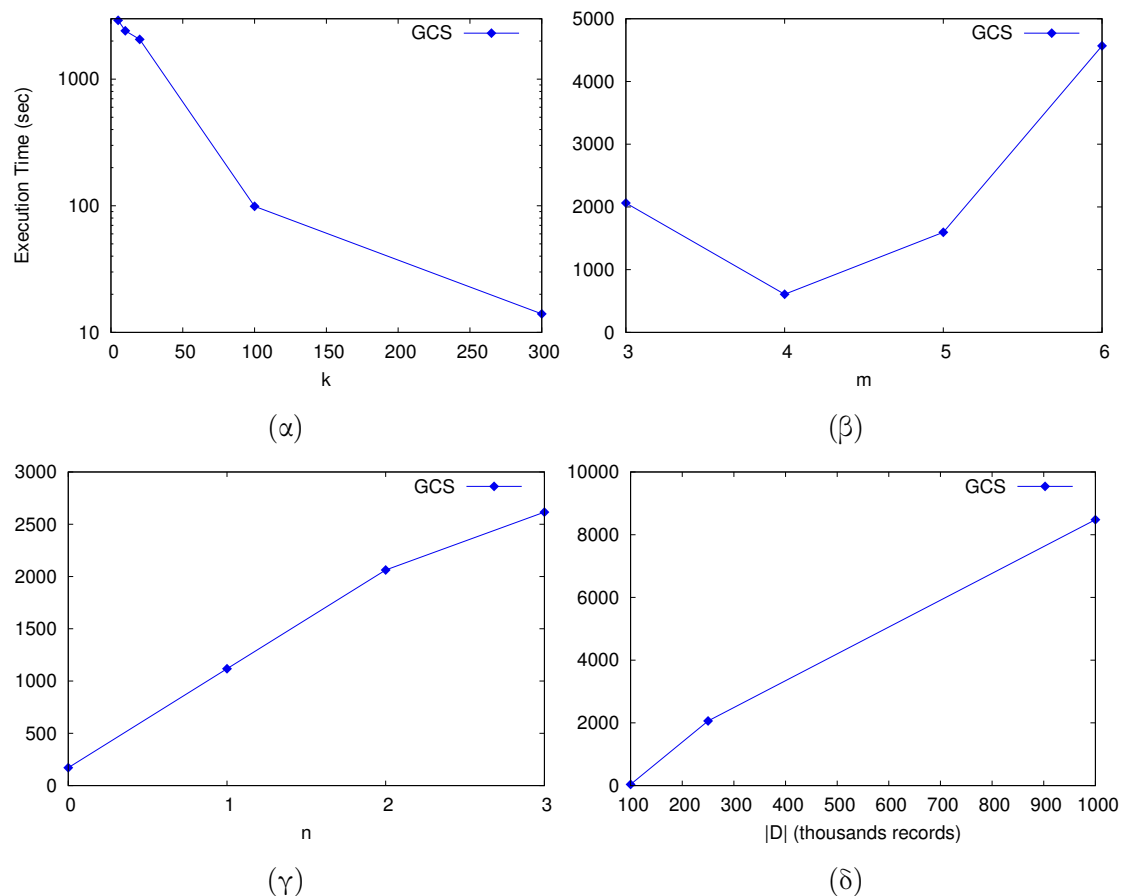 GCS
1000
100
10
Execution Time (sec)
0 50 100 150 200 250 300
k
(α)
GCS
5000
4000
3000
2000
1000
0
3 4 5 6
m
(β)
GCS
3000
2500
2000
1500
1000
500
0
0 1 2 3
n
(γ)
GCS
10000
8000
6000
4000
2000
0
100 200 300 400 500 600 700 800 900 1000
|D| (thousands records)
(δ)